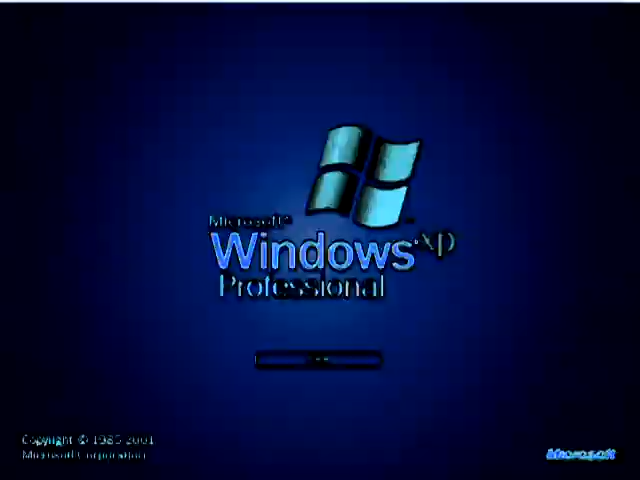 Microsoft®
Windows xp
Professional
Copyright © 1985-2001
Microsoft Corporation
Microsoft